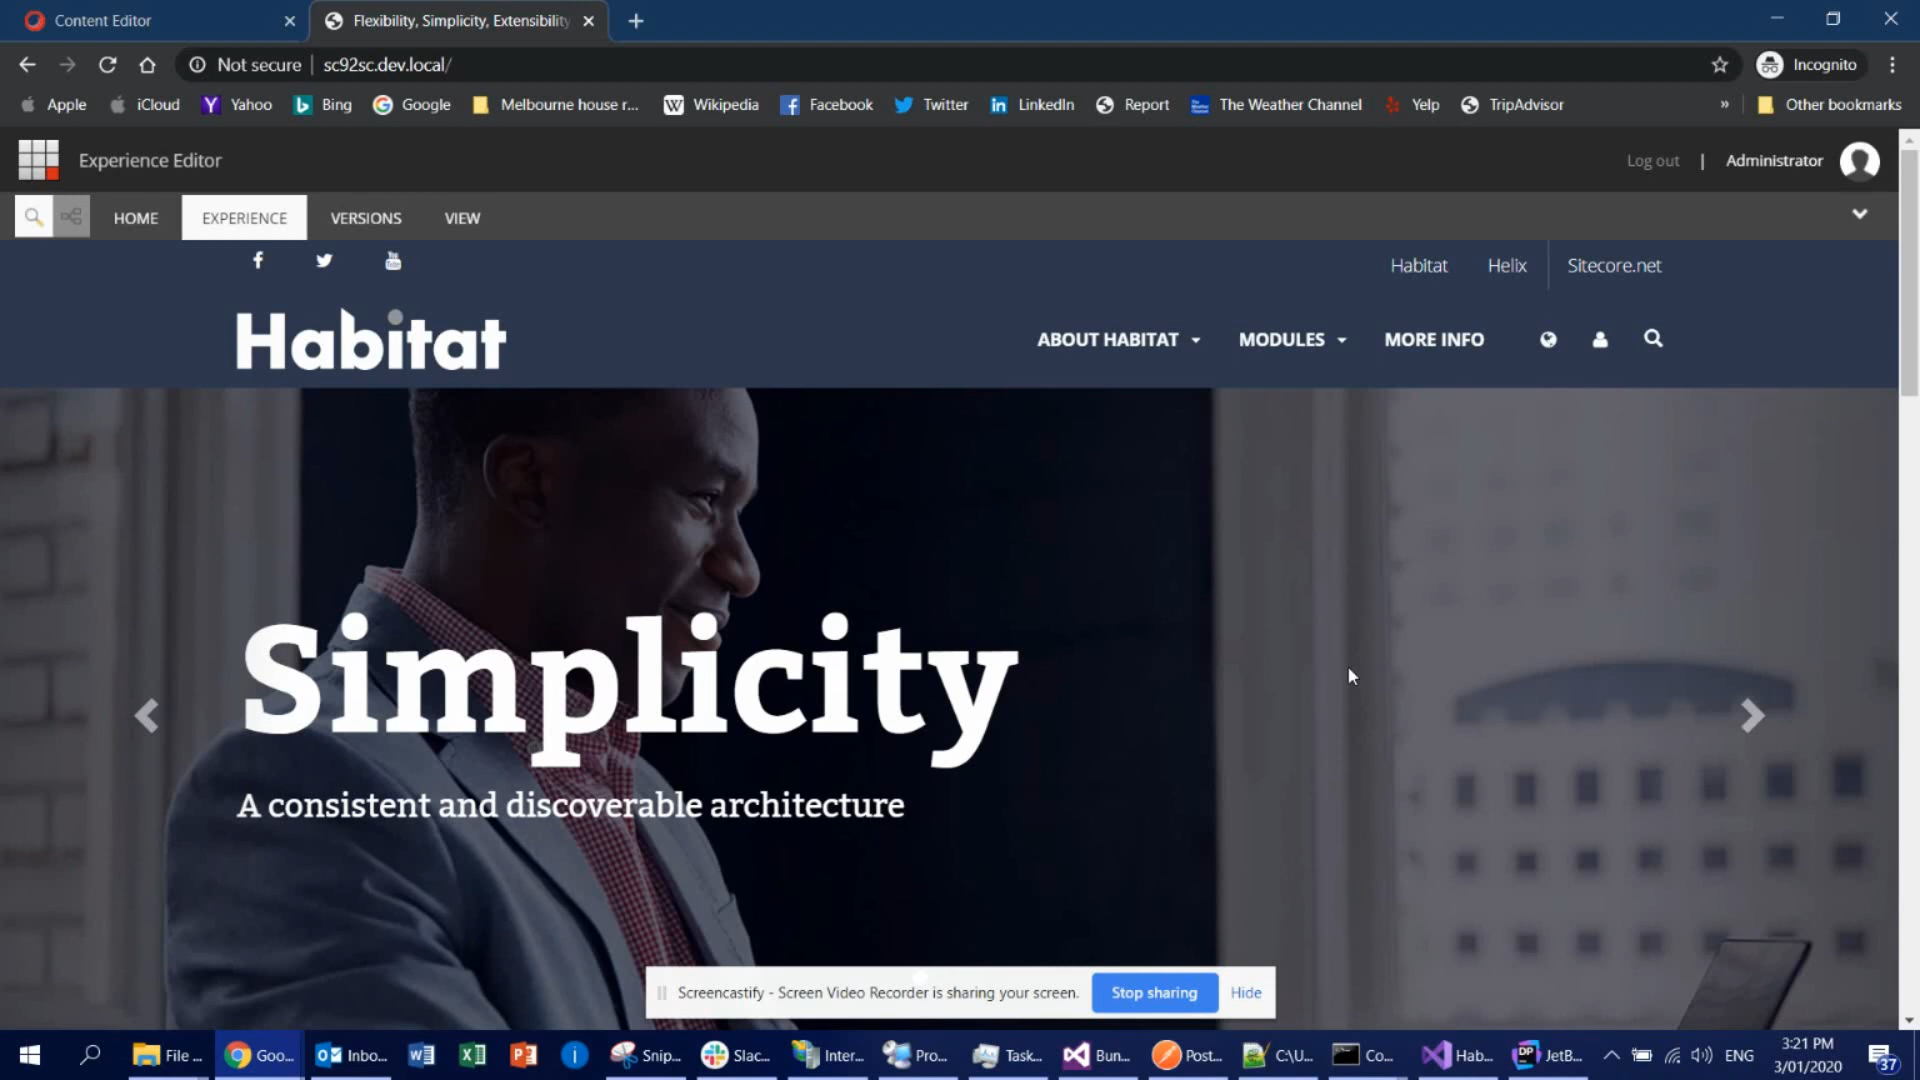 Content Editor
Flexibility, Simplicity, Extensibility
Not secure
sc92sc.dev.local/
Incognito
Apple
iCloud
Yahoo
Bing
Google
Melbourne house r...
Wikipedia
Facebook
Twitter
LinkedIn
Report
The Weather Channel
Yelp
TripAdvisor
»
Other bookmarks
Experience Editor
Log out | Administrator
HOME
EXPERIENCE
VERSIONS
VIEW
Habitat
Helix
Sitecore.net
Habitat
ABOUT HABITAT
MODULES
MORE INFO
Simplicity
A consistent and discoverable architecture
Screencastify - Screen Video Recorder is sharing your screen.
Stop sharing
Hide
File ...
Goo...
Inbo...
Snip...
Slac...
Inter...
Pro...
Task...
Bun...
Post...
C:\U...
Co...
Hab...
JetB...
ENG
3:21 PM
3/01/2020
37